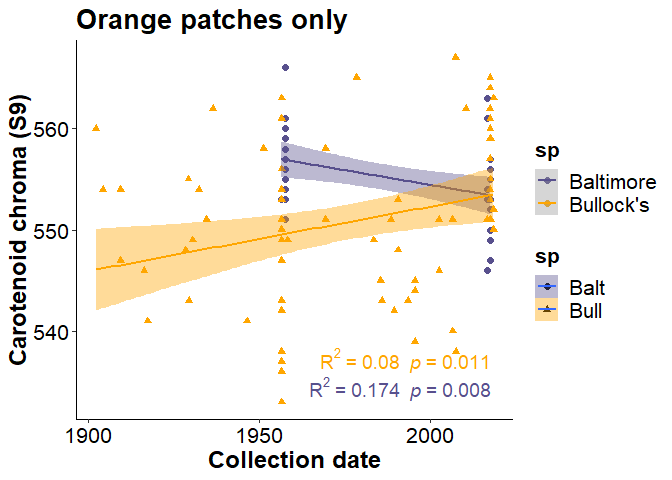 Orange patches only
Carotenoid chroma (S9)
560
550
540
1900
1950
2000
Collection date
R² = 0.08 p = 0.011
R² = 0.174 p = 0.008
sp
Baltimore
Bullock's
sp
Balt
Bull